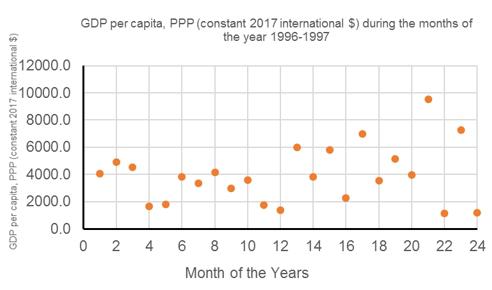 GDP per capita, PPP (constant 2017 international $) during the months of
the year 1996-1997
GDP per capita, PPP (constant 2017 international $)
12000.0
10000.0
8000.0
6000.0
4000.0
2000.0
0.0
0 2 4 6 8 10 12 14 16 18 20 22 24
Month of the Years